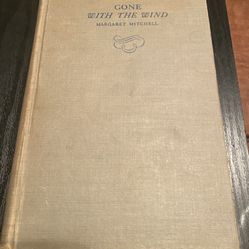 GONE
WITH THE WIND
MARGARET MITCHELL